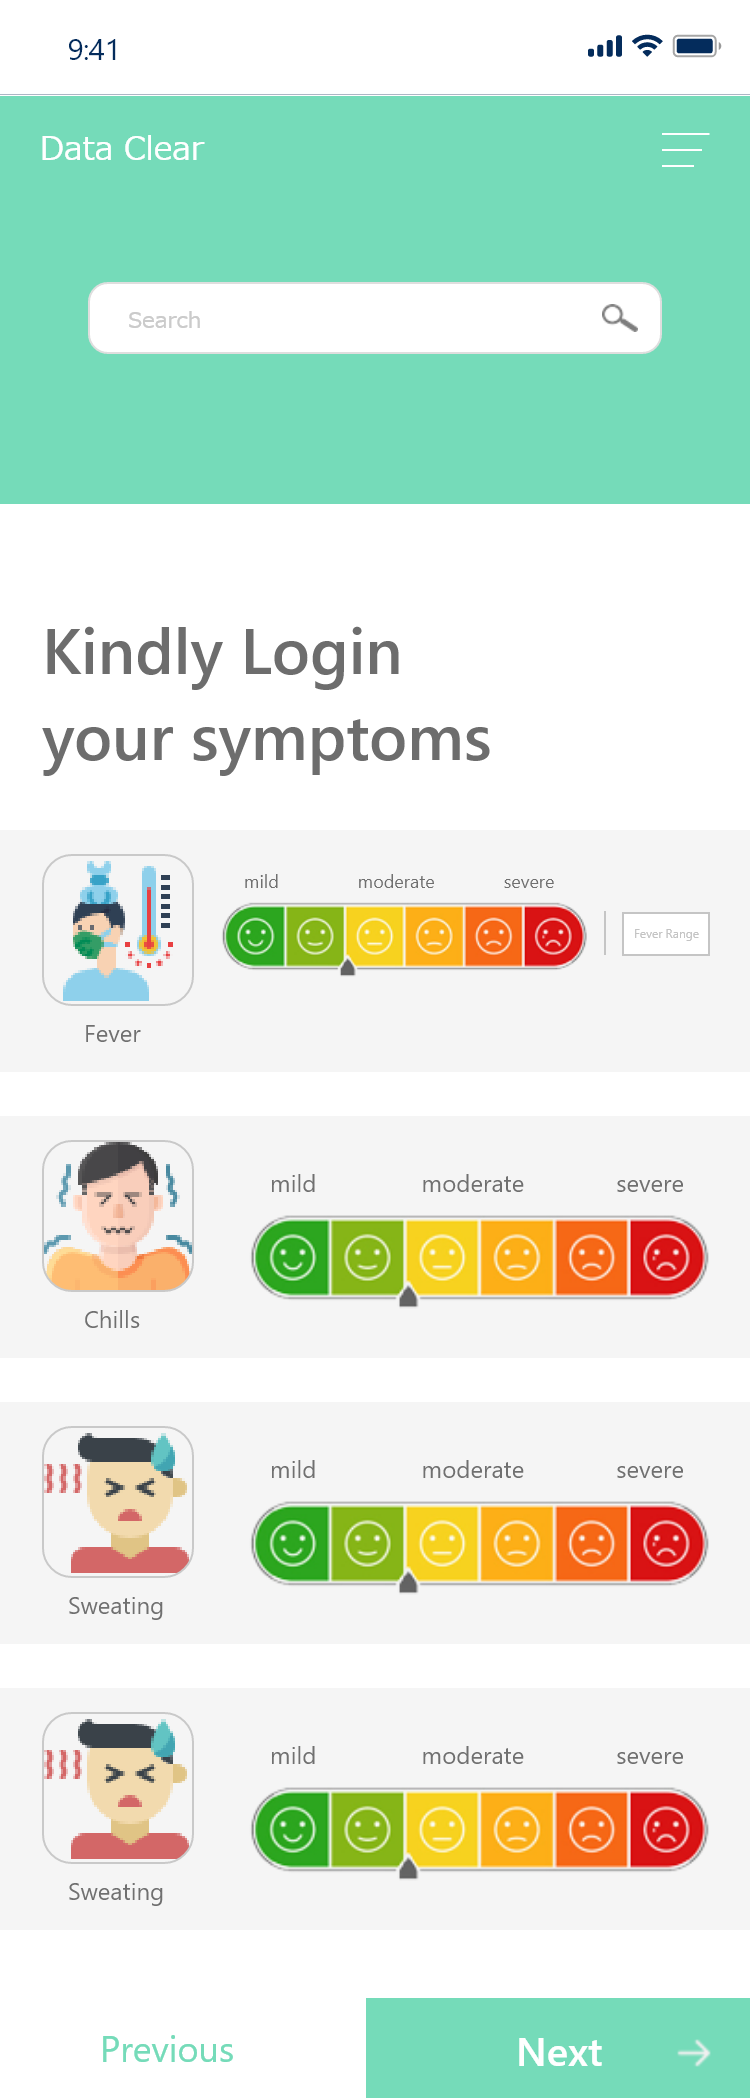 9:41
Data Clear
Search
Kindly Login
your symptoms
mild moderate severe
Fever Range
Fever
mild moderate severe
Chills
mild moderate severe
Sweating
mild moderate severe
Sweating
Previous Next